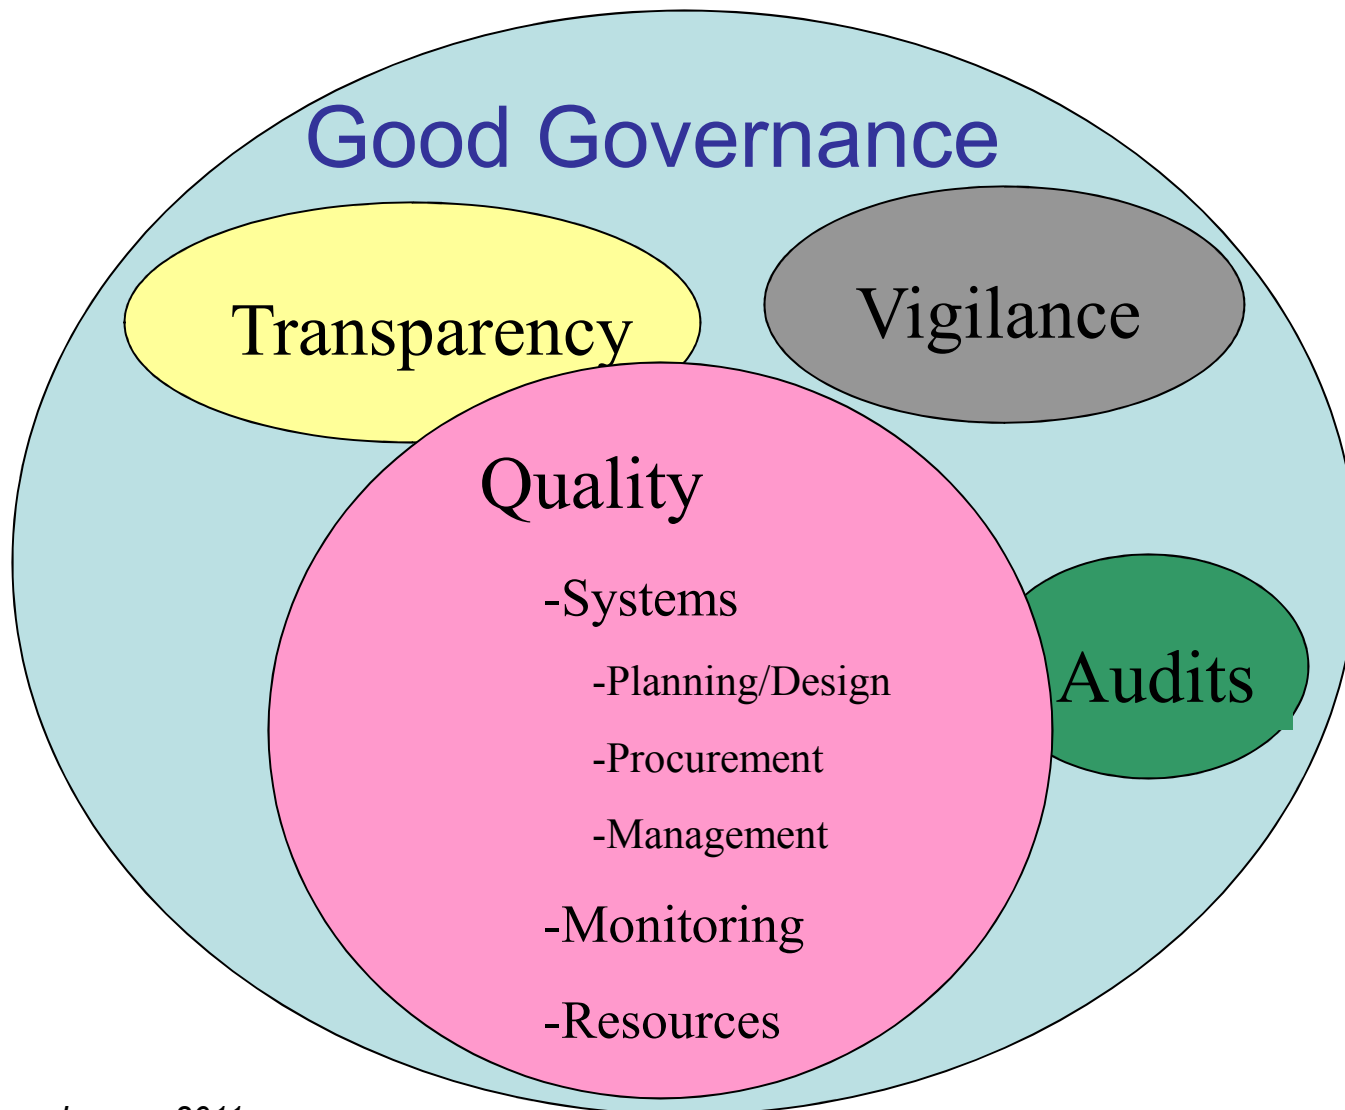 Good Governance
Transparency
Vigilance
Quality
-Systems
-Planning/Design
-Procurement
-Management
-Monitoring
-Resources
Audits